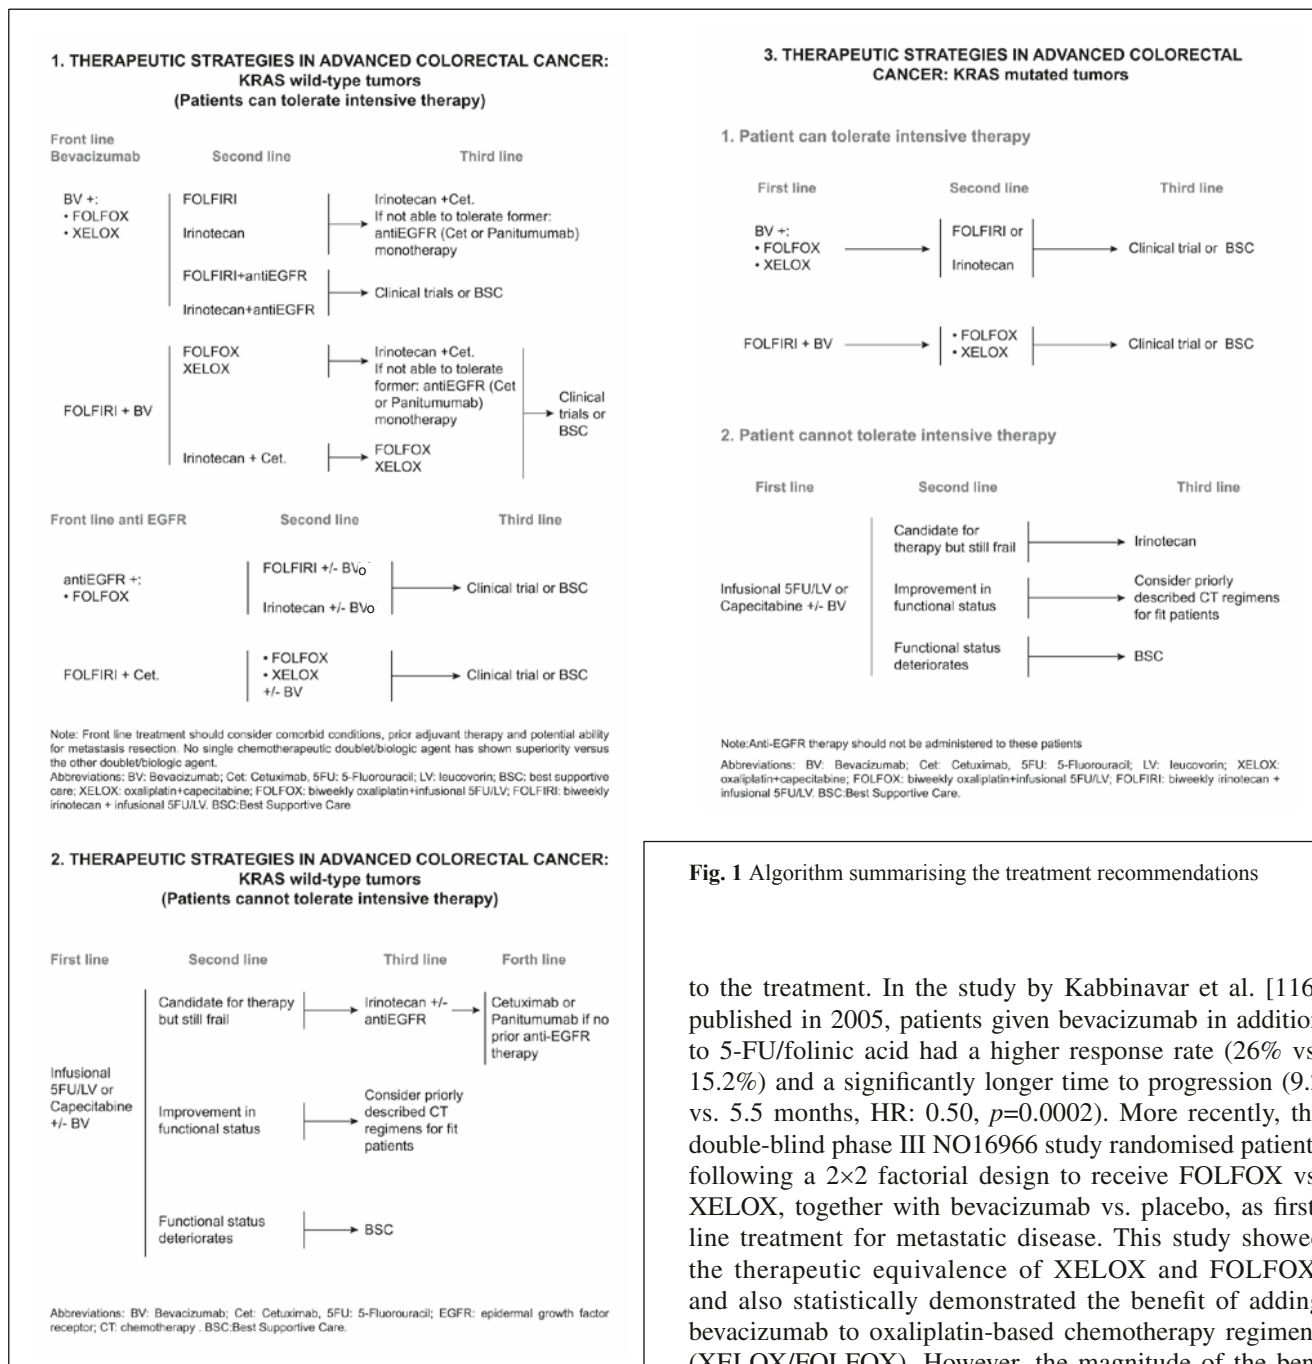 1. THERAPEUTIC STRATEGIES IN ADVANCED COLORECTAL CANCER:
KRAS wild-type tumors
(Patients can tolerate intensive therapy)
Front line
Bevacizumab
Second line
Third line
BV +:
• FOLFOX
• XELOX
FOLFIRI
Irinotecan
Irinotecan +Cet.
If not able to tolerate former:
antiEGFR (Cet or Panitumumab)
monotherapy
FOLFIRI+antiEGFR
Irinotecan+antiEGFR
Clinical trials or BSC
FOLFIRI + BV
FOLFOX
XELOX
Irinotecan +Cet.
If not able to tolerate
former: antiEGFR (Cet
or Panitumumab)
monotherapy
Irinotecan + Cet.
FOLFOX
XELOX
Clinical
trials or
BSC
Front line anti EGFR
Second line
Third line
antiEGFR +:
• FOLFOX
FOLFIRI +/- BVo
Irinotecan +/- BVo
Clinical trial or BSC
FOLFIRI + Cet.
• FOLFOX
• XELOX
+/- BV
Clinical trial or BSC
Note: Front line treatment should consider comorbid conditions, prior adjuvant therapy and potential ability
for metastasis resection. No single chemotherapeutic doublet/biologic agent has shown superiority versus
the other doublet/biologic agent.
Abbreviations: BV: Bevacizumab; Cet: Cetuximab, 5FU: 5-Fluorouracil; LV: leucovorin; BSC: best supportive
care; XELOX: oxaliplatin+capecitabine; FOLFOX: biweekly oxaliplatin+infusional 5FU/LV; FOLFIRI: biweekly
irinotecan + infusional 5FU/LV. BSC:Best Supportive Care
2. THERAPEUTIC STRATEGIES IN ADVANCED COLORECTAL CANCER:
KRAS wild-type tumors
(Patients cannot tolerate intensive therapy)
First line
Second line
Third line
Forth line
Infusional
5FU/LV or
Capecitabine
+/- BV
Candidate for therapy
but still frail
Irinotecan +/-
antiEGFR
Cetuximab or
Panitumumab if no
prior anti-EGFR
therapy
Improvement in
functional status
Consider priorly
described CT
regimens for fit
patients
Functional status
deteriorates
BSC
Abbreviations: BV: Bevacizumab; Cet: Cetuximab, 5FU: 5-Fluorouracil; EGFR: epidermal growth factor
receptor; CT: chemotherapy . BSC:Best Supportive Care.
3. THERAPEUTIC STRATEGIES IN ADVANCED COLORECTAL
CANCER: KRAS mutated tumors
1. Patient can tolerate intensive therapy
First line
Second line
Third line
BV +:
• FOLFOX
• XELOX
FOLFIRI or
Irinotecan
Clinical trial or BSC
FOLFIRI + BV
• FOLFOX
• XELOX
Clinical trial or BSC
2. Patient cannot tolerate intensive therapy
First line
Second line
Third line
Infusional 5FU/LV or
Capecitabine +/- BV
Candidate for
therapy but still frail
Irinotecan
Improvement in
functional status
Consider priorly
described CT regimens
for fit patients
Functional status
deteriorates
BSC
Note:Anti-EGFR therapy should not be administered to these patients
Abbreviations: BV: Bevacizumab; Cet: Cetuximab, 5FU: 5-Fluorouracil; LV: leucovorin; XELOX:
oxaliplatin+capecitabine; FOLFOX: biweekly oxaliplatin+infusional 5FU/LV; FOLFIRI: biweekly irinotecan +
infusional 5FU/LV. BSC:Best Supportive Care.
Fig. 1 Algorithm summarising the treatment recommendations
to the treatment. In the study by Kabbinavar et al. [116
published in 2005, patients given bevacizumab in addition
to 5-FU/folinic acid had a higher response rate (26% vs
15.2%) and a significantly longer time to progression (9.
vs. 5.5 months, HR: 0.50, p=0.0002). More recently, th
double-blind phase III NO16966 study randomised patient
following a 2×2 factorial design to receive FOLFOX vs
XELOX, together with bevacizumab vs. placebo, as first
line treatment for metastatic disease. This study showed
the therapeutic equivalence of XELOX and FOLFOX
and also statistically demonstrated the benefit of adding
bevacizumab to oxaliplatin-based chemotherapy regimen
(XELOX/FOLFOX). However, the magnitude of the ben